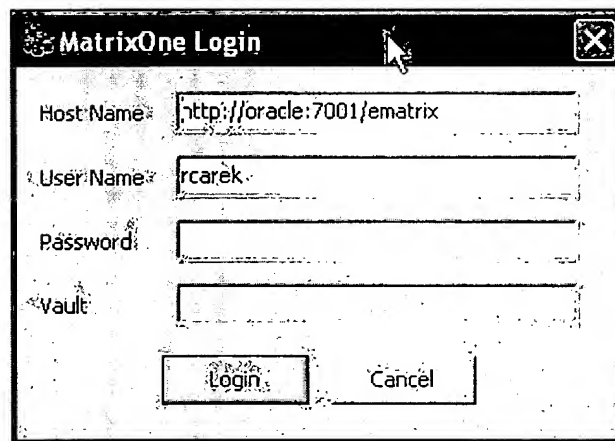 MatrixOne Login
Host Name http://oracle:7001/ematrix
User Name rcarek
Password
Vault
Login Cancel